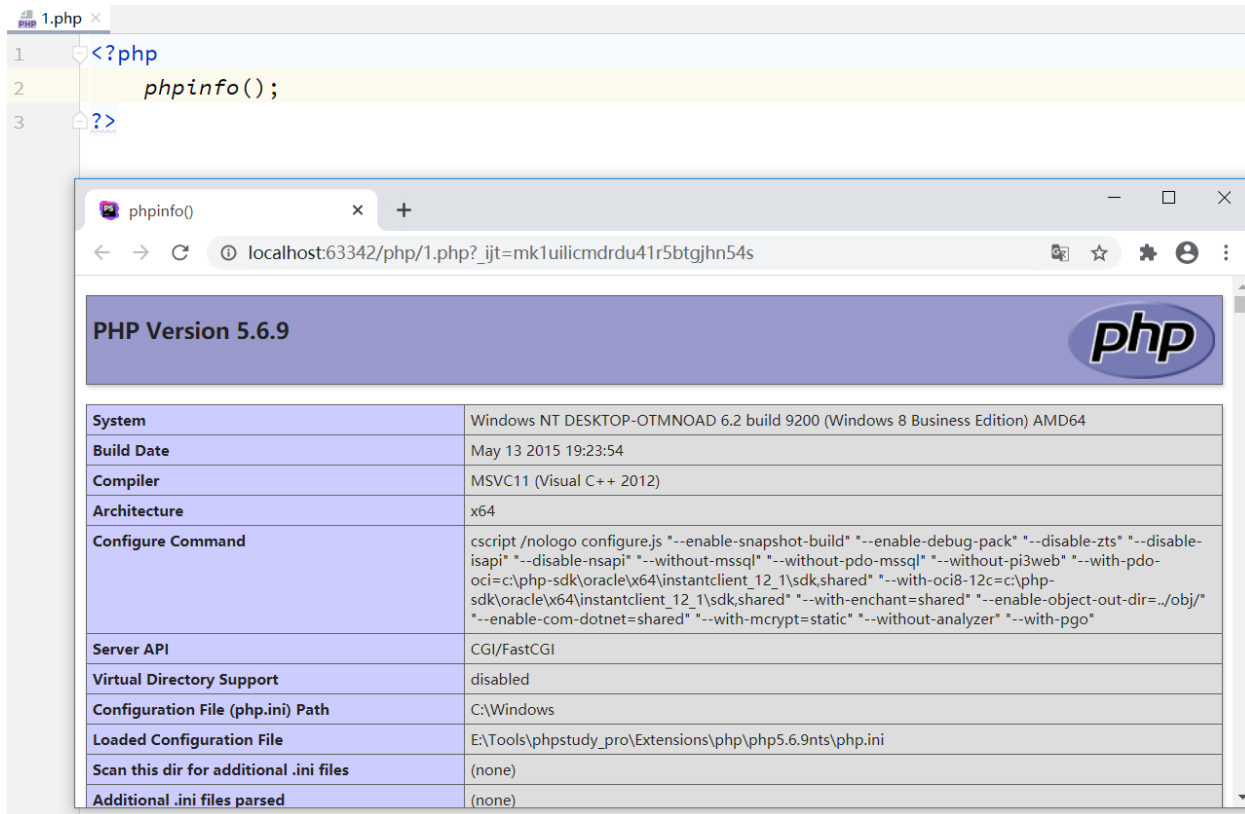 1.php
1 <?php
2 phpinfo();
3 ?>
phpinfo()
localhost:63342/php/1.php?_ijt=mk1uilicmdrdu41r5btgjhn54s
PHP Version 5.6.9
php
System Windows NT DESKTOP-OTMNOAD 6.2 build 9200 (Windows 8 Business Edition) AMD64
Build Date May 13 2015 19:23:54
Compiler MSVC11 (Visual C++ 2012)
Architecture x64
Configure Command cscript /nologo configure.js "--enable-snapshot-build" "--enable-debug-pack" "--disable-zts" "--disable-
isapi" "--disable-nsapi" "--without-mssql" "--without-pdo-mssql" "--without-pi3web" "--with-pdo-
oci=c:\php-sdk\oracle\x64\instantclient_12_1\sdk,shared" "--with-oci8-12c=c:\php-
sdk\oracle\x64\instantclient_12_1\sdk,shared" "--with-enchant=shared" "--enable-object-out-dir=../obj/"
"--enable-com-dotnet=shared" "--with-mcrypt=static" "--without-analyzer" "--with-pgo"
Server API CGI/FastCGI
Virtual Directory Support disabled
Configuration File (php.ini) Path C:\Windows
Loaded Configuration File E:\Tools\phpstudy_pro\Extensions\php\php5.6.9nts\php.ini
Scan this dir for additional .ini files (none)
Additional .ini files parsed (none)